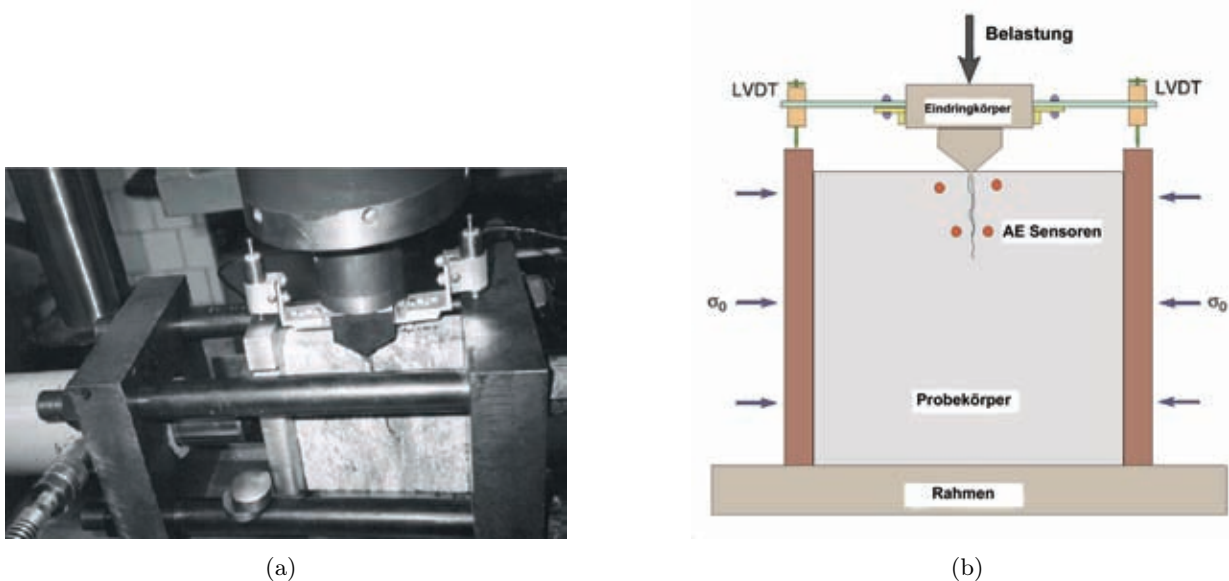 Belastung
LVDT
LVDT
Eindringkörper
AE Sensoren
σ₀
σ₀
Probekörper
Rahmen
(a)
(b)